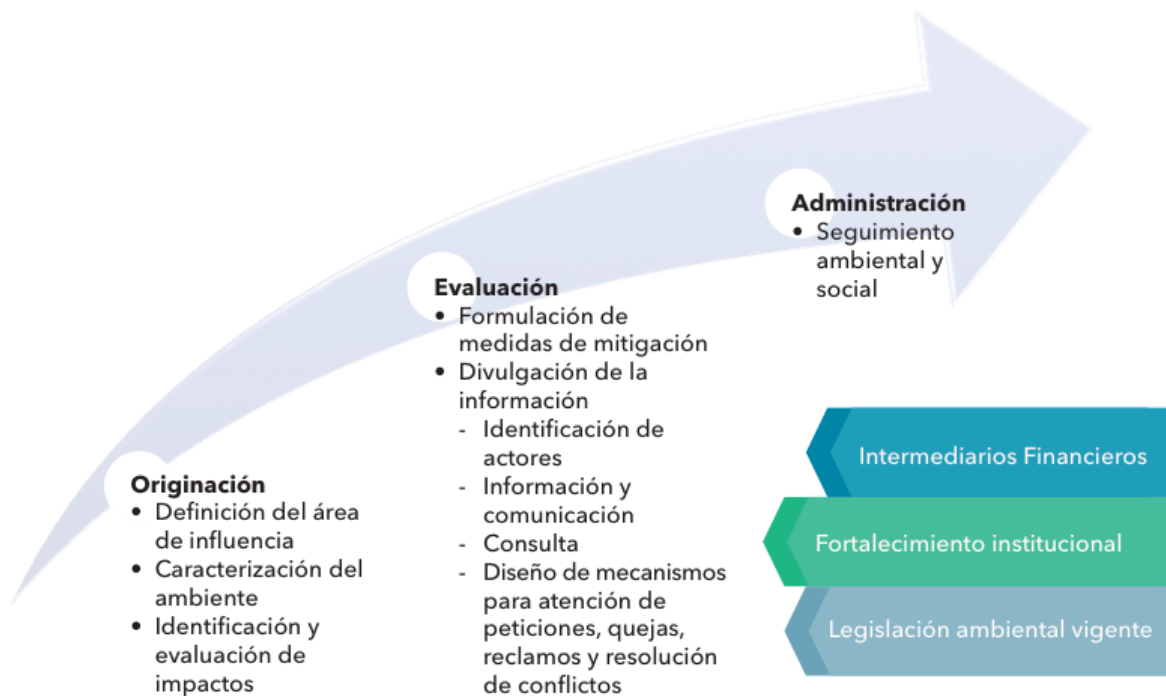 Originación
• Definición del área
de influencia
• Caracterización del
ambiente
• Identificación y
evaluación de
impactos
Evaluación
• Formulación de
medidas de mitigación
• Divulgación de la
información
- Identificación de
actores
- Información y
comunicación
- Consulta
- Diseño de mecanismos
para atención de
peticiones, quejas,
reclamos y resolución
de conflictos
Administración
• Seguimiento
ambiental y
social
Intermediarios Financieros
Fortalecimiento institucional
Legislación ambiental vigente